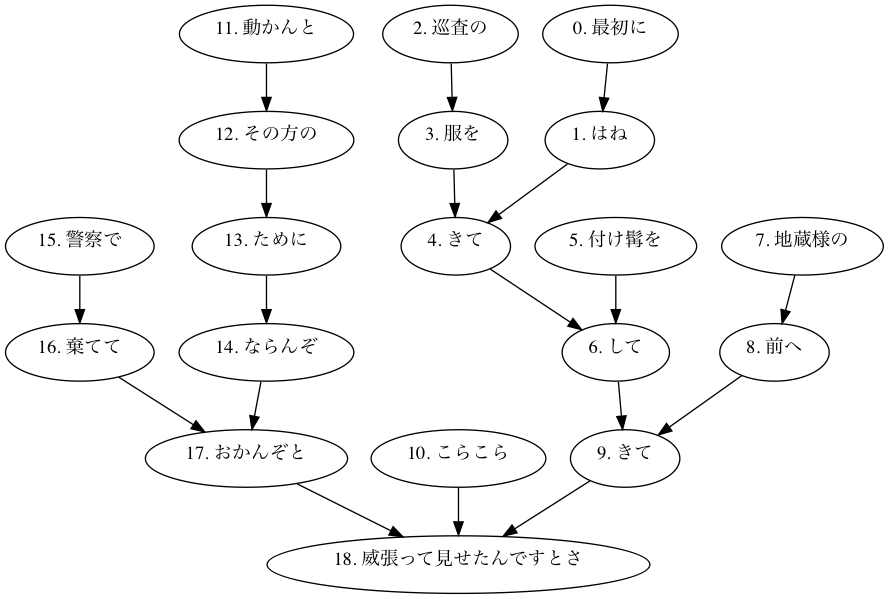 11. 動かんと
2. 巡査の
0. 最初に
12. その方の
3. 服を
1. はね
15. 警察で
13. ために
4. きて
5. 付け髯を
7. 地蔵様の
16. 棄てて
14. ならんぞ
6. して
8. 前へ
17. おかんぞと
10. こらこら
9. きて
18. 威張って見せたんですとさ